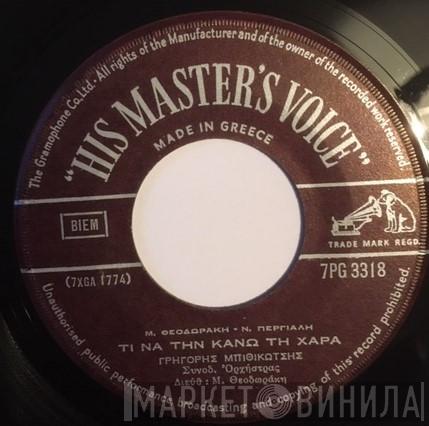 The Gramophone Co. Ltd. · All rights of the Manufacturer and of the owner of the recorded work reserved.
"HIS MASTER'S VOICE"
MADE IN GREECE
BIEM
TRADE MARK REGD.
(7XGA 1774)
7PG 3318
Μ. ΘΕΟΔΩΡΑΚΗ - Ν. ΠΕΡΓΙΑΛΗ
ΤΙ ΝΑ ΤΗΝ ΚΑΝΩ ΤΗ ΧΑΡΑ
ΓΡΗΓΟΡΗΣ ΜΠΙΘΙΚΩΤΣΗΣ
Συνοδ. Ὀρχήστρας
Διεύθ: Μ. Θεοδωράκη
Unauthorised public performance, broadcasting and copying of this record prohibited.
МАРКЕТ ВИНИЛА